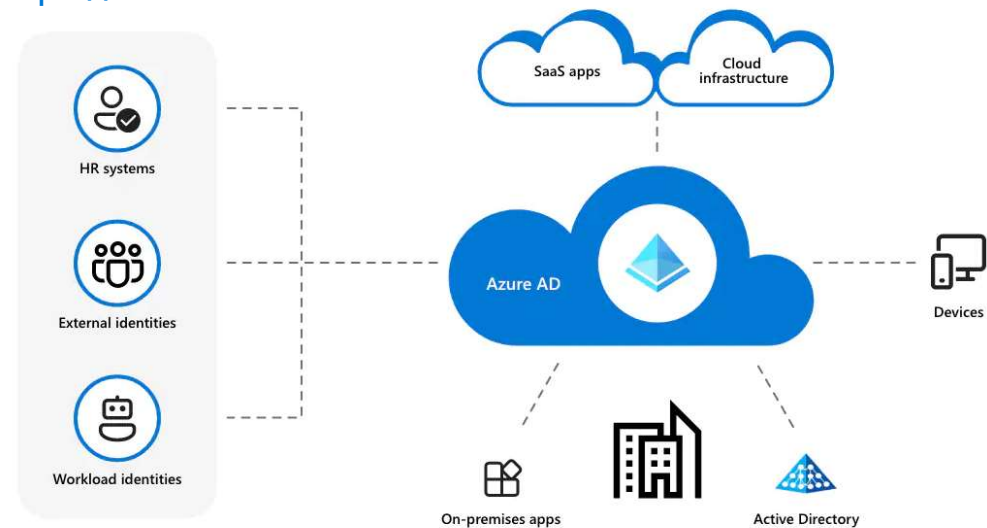 SaaS apps
Cloud
infrastructure
HR systems
External identities
Workload identities
Azure AD
Devices
On-premises apps
Active Directory